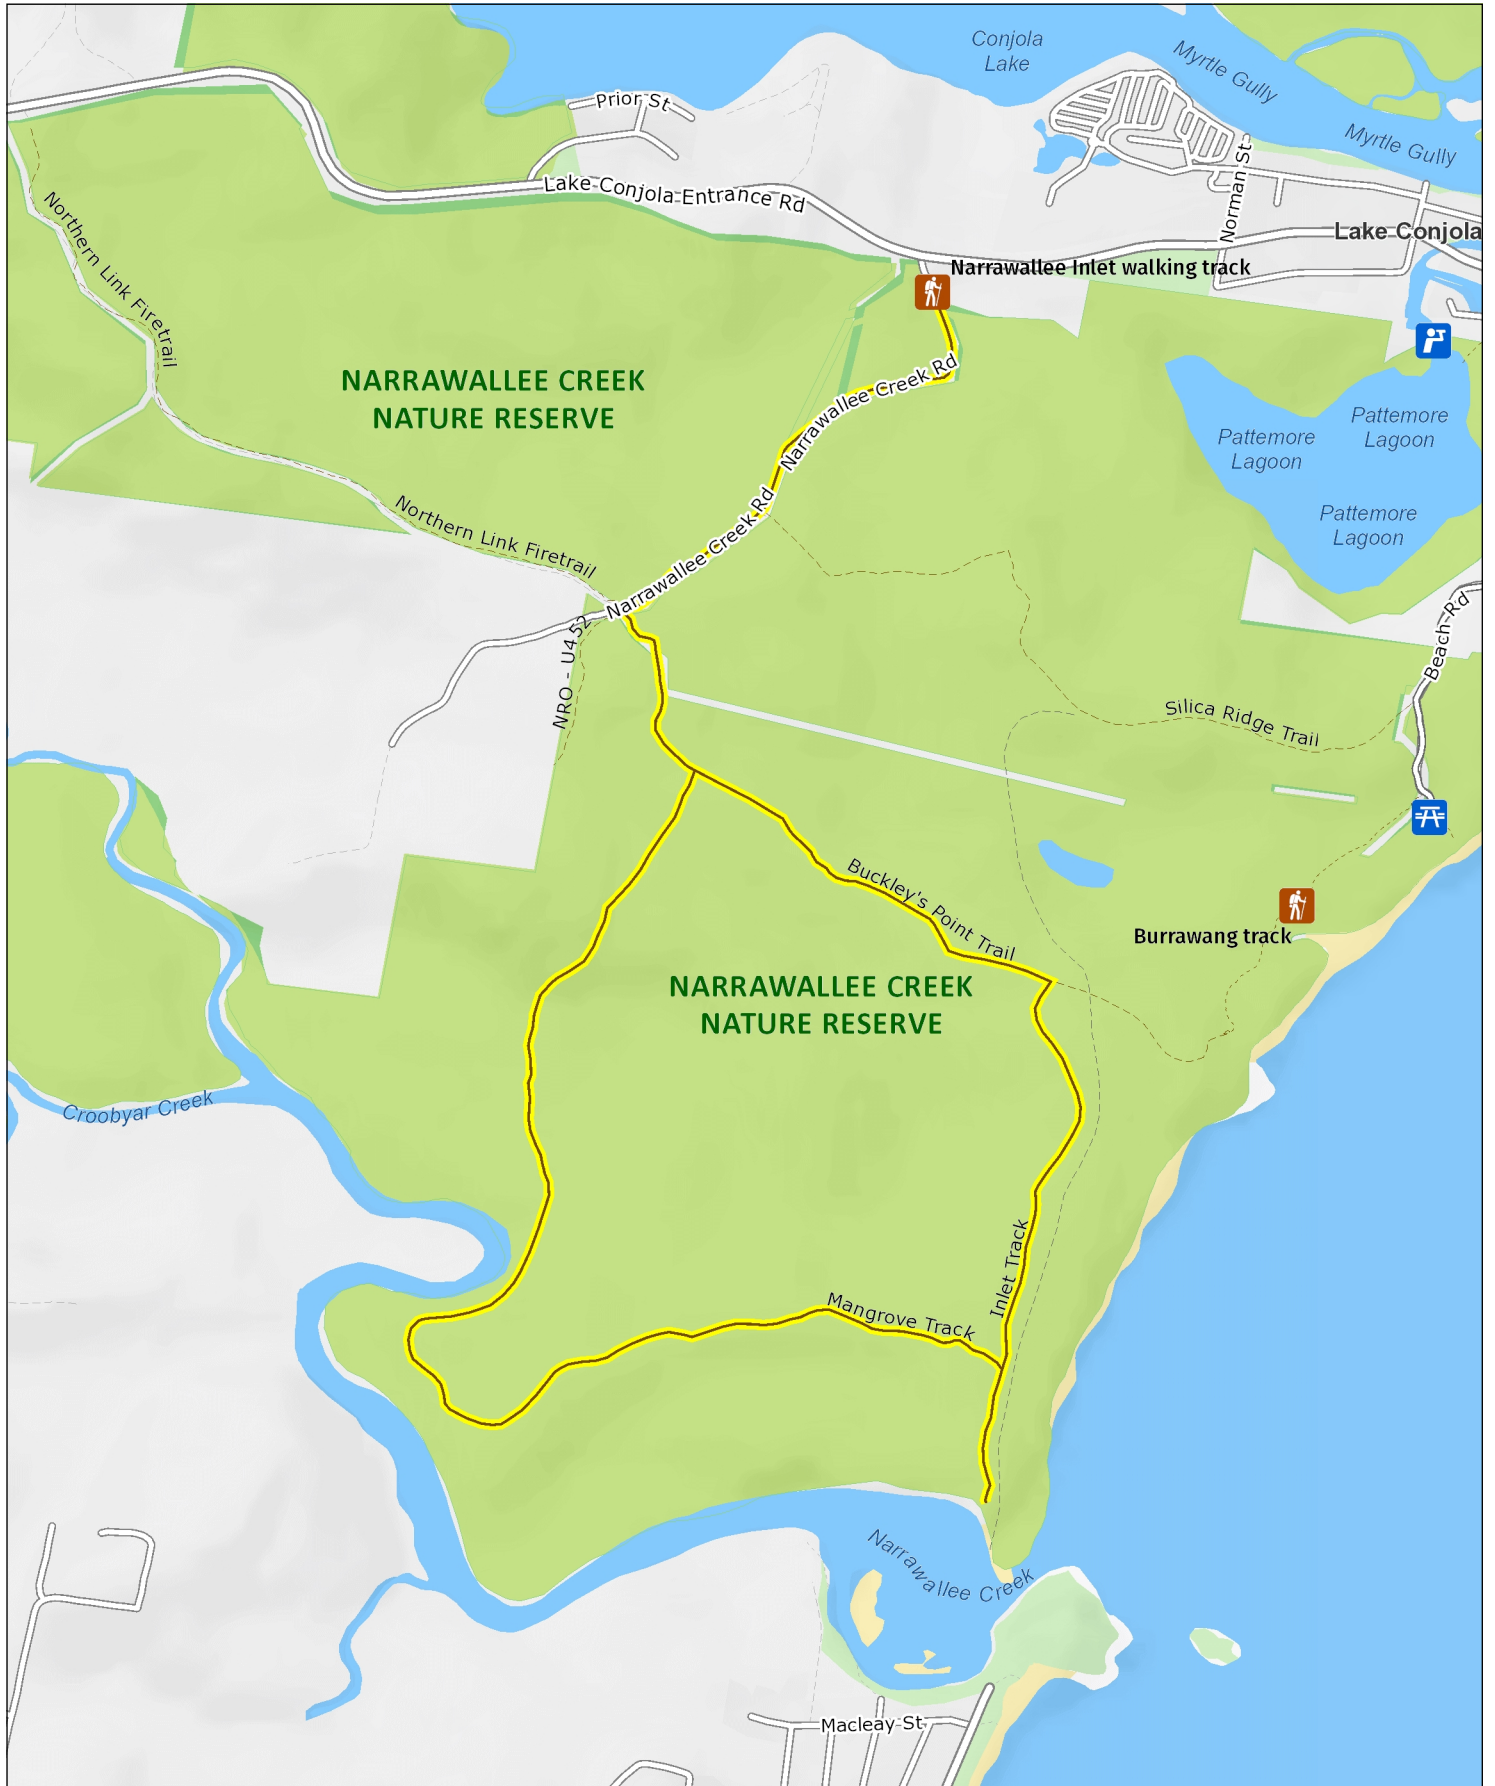 Conjola
Lake
Myrtle Gully
Prior St
Myrtle Gully
Lake Conjola Entrance Rd
Norman St
Lake Conjola
Northern Link Firetrail
Narrawallee Inlet walking track
NARRAWALLEE CREEK
NATURE RESERVE
Narrawallee Creek Rd
Pattemore
Lagoon
Pattemore
Lagoon
Pattemore
Lagoon
Northern Link Firetrail
Narrawallee Creek Rd
NRO - U452
Beach Rd
Silica Ridge Trail
Buckley's Point Trail
Burrawang track
NARRAWALLEE CREEK
NATURE RESERVE
Croobyar Creek
Inlet Track
Mangrove Track
Narrawallee Creek
Macleay St